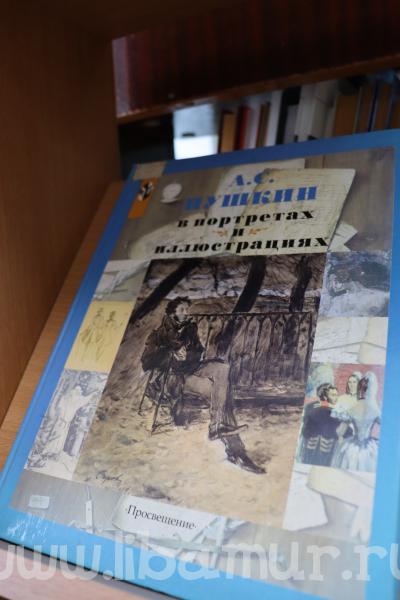 А.С.
ПУШКИН
в портретах
и
иллюстрациях
·Просвещение·
www.libamur.ru